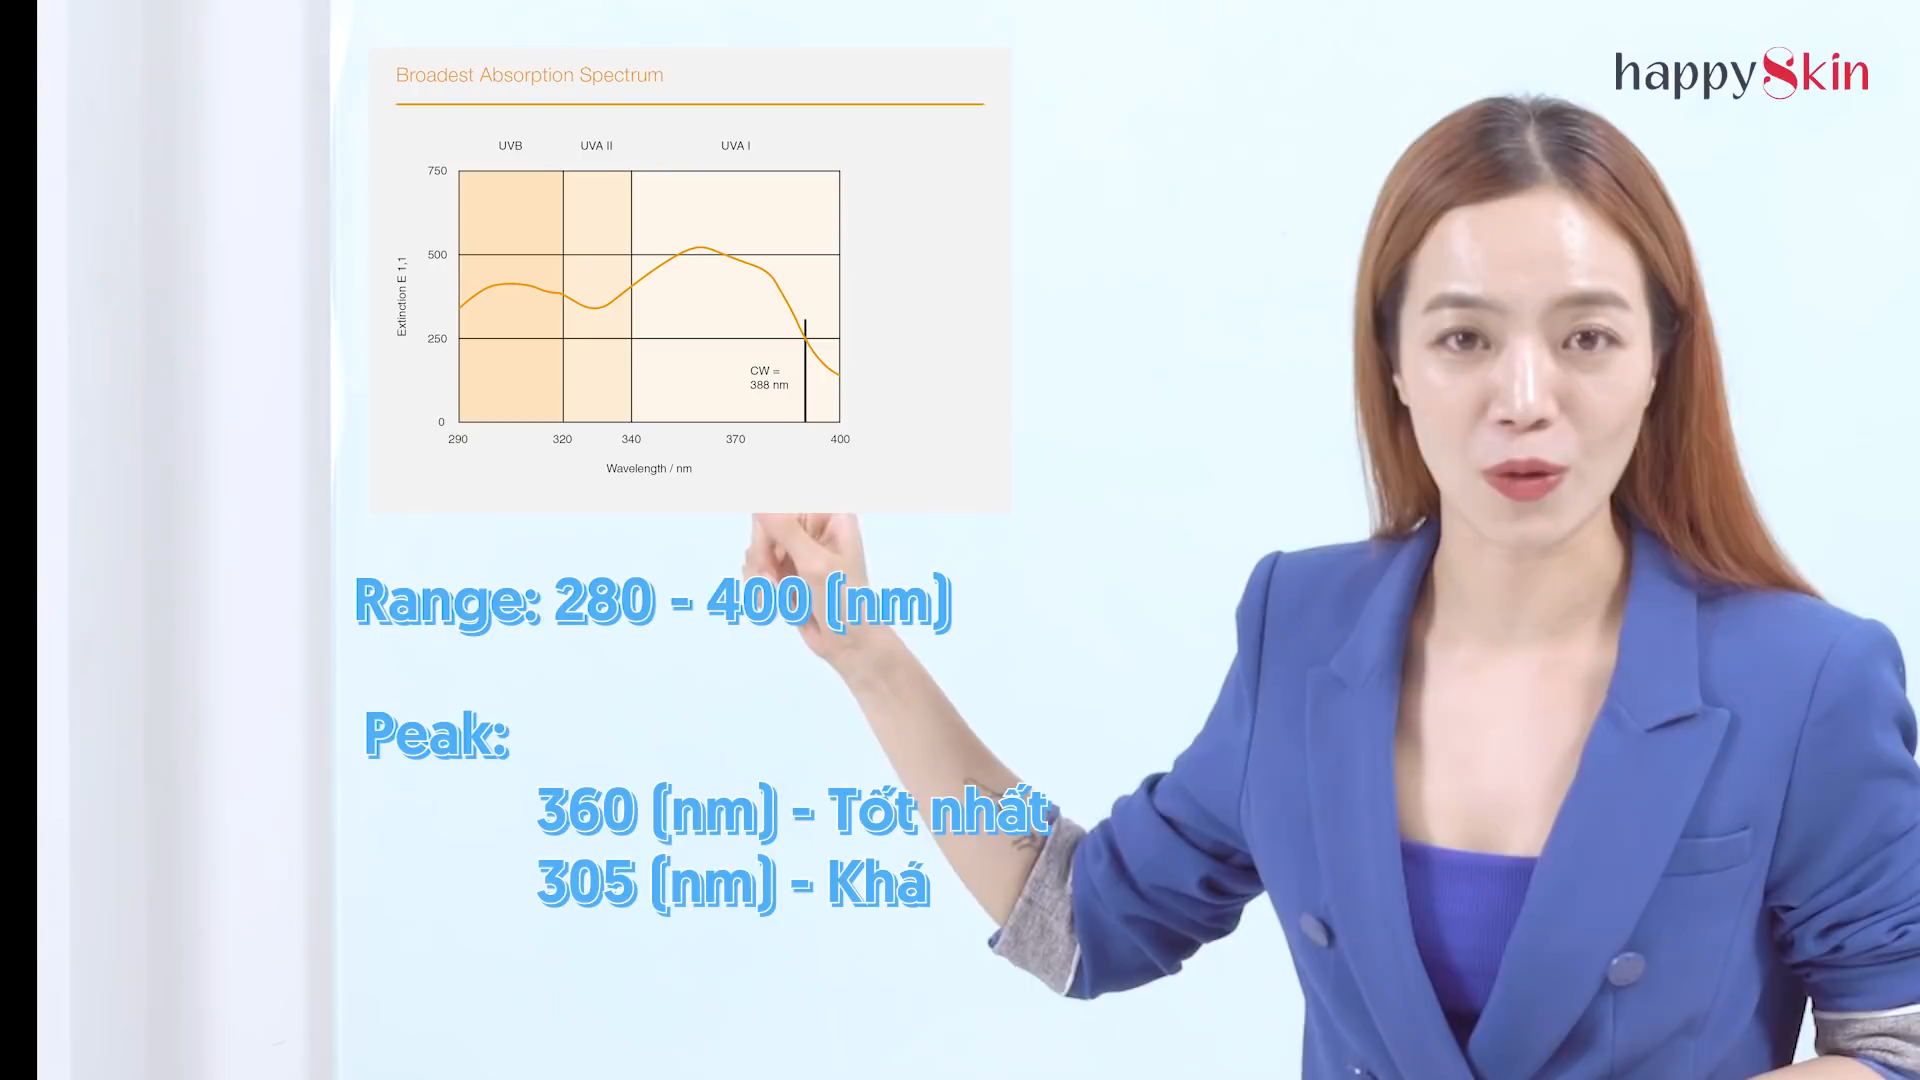 happySkin
Broadest Absorption Spectrum
UVB UVA II UVA I
750
500
250
0
Extinction E 1,1
CW =
388 nm
290 320 340 370 400
Wavelength / nm
Range: 280 - 400 (nm)
Peak:
360 (nm) - Tốt nhất
305 (nm) - Khá